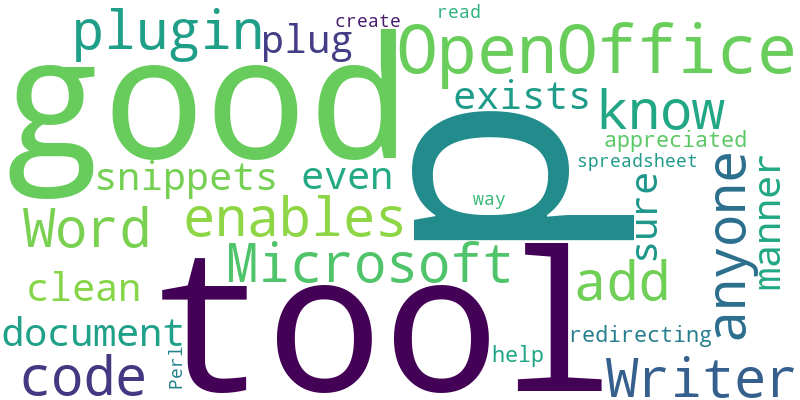 create
read
plugin
plug
OpenOffice
good
exists
know
p
appreciated
spreadsheet
snippets
even
way
sure
anyone
manner
Word
enables
Microsoft
tool
add
clean
document
redirecting
help
Perl
code
Writer